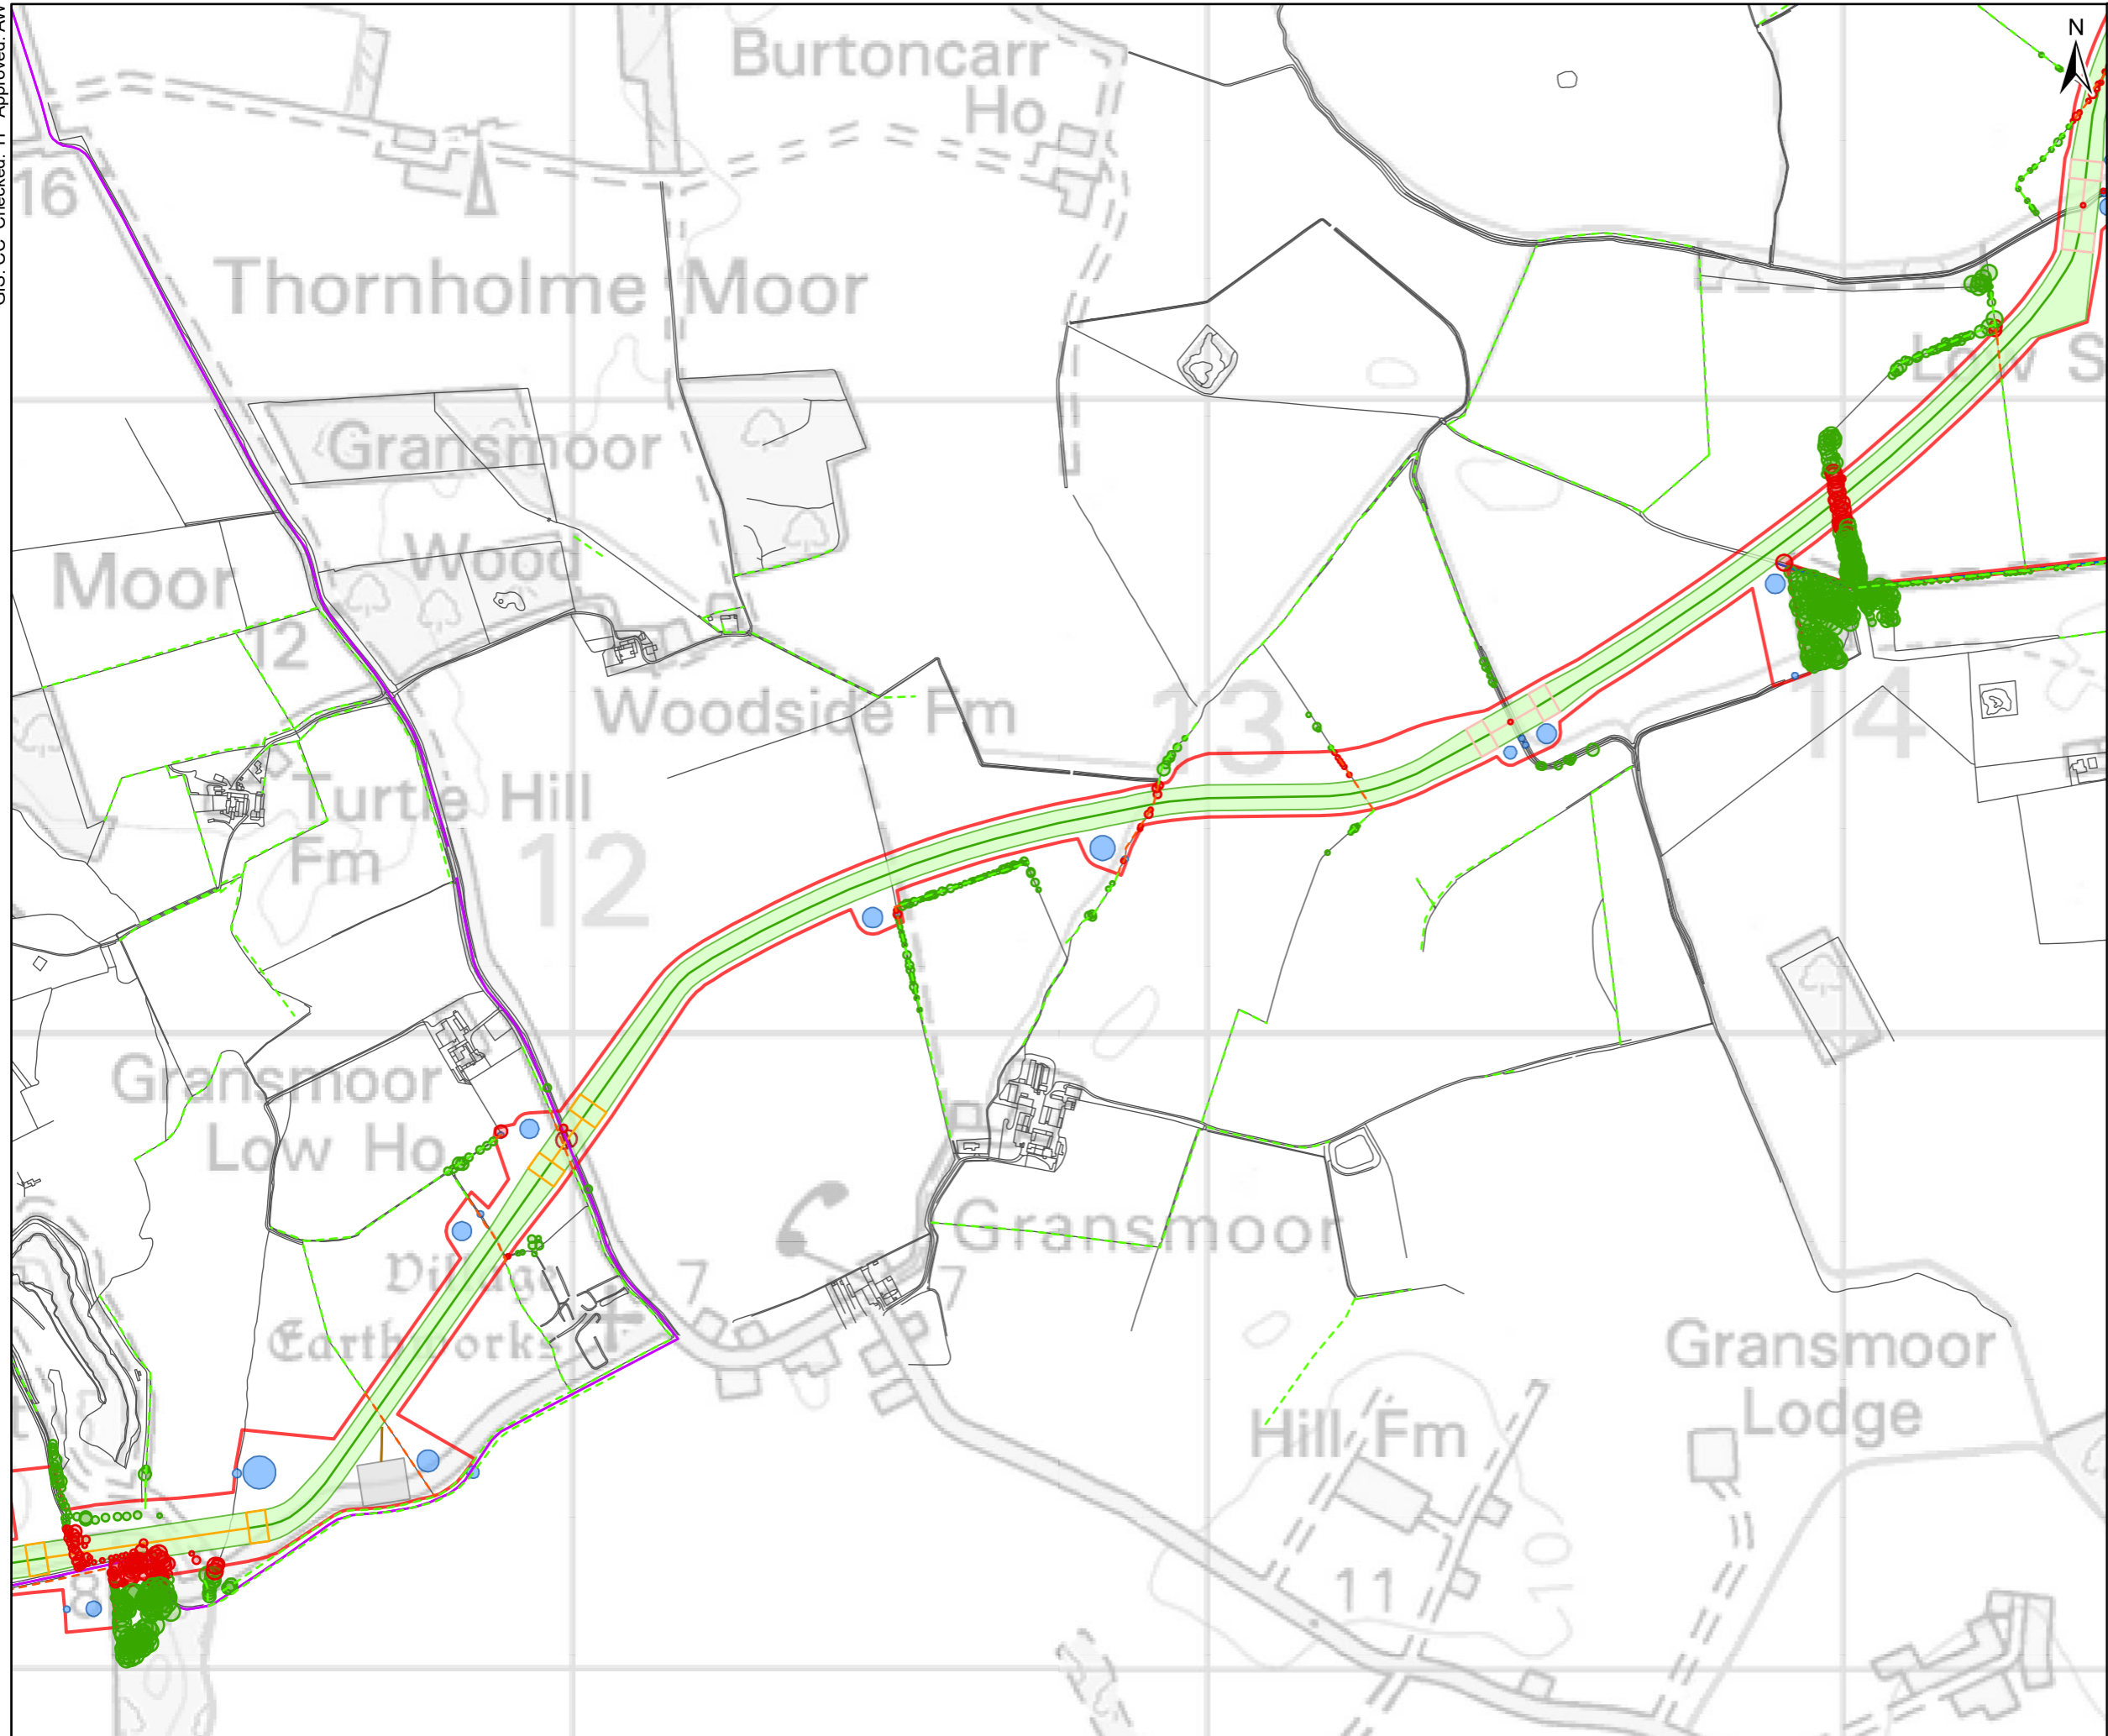 N
Burtoncarr
Ho
16
Thornholme Moor
Gransmoor
Wood
Moor
12
Woodside Fm
13
14
Turtle Hill
Fm
12
Gransmoor
Low Ho
Gransmoor
7
7
Village
Earthworks
Gransmoor
Lodge
Hill Fm
11
10
8